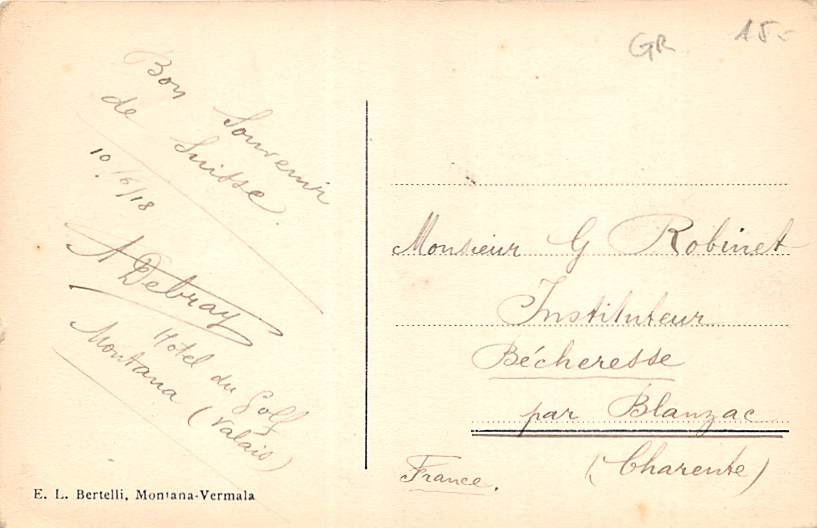 GR 15.-
Bon Souvenir
de Suisse.
10/6/18
A Debray
Hotel du Golf
Montana (Valais)
E. L. Bertelli, Montana-Vermala
Monsieur G Robinet
Instituteur
Bécheresse
par Blanzac
(Charente)
France.